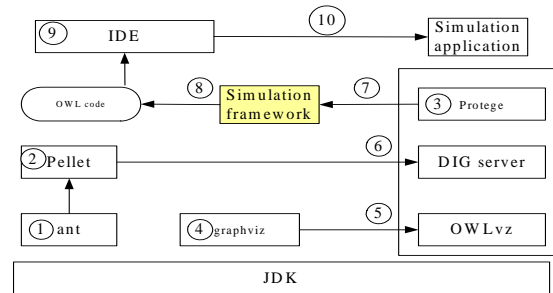 9 IDE
10
Simulation
application
OWL code
8
Simulation
framework
7
3 Protege
2 Pellet
6
DIG server
1 ant
4 graphviz
5
OWLvz
JDK